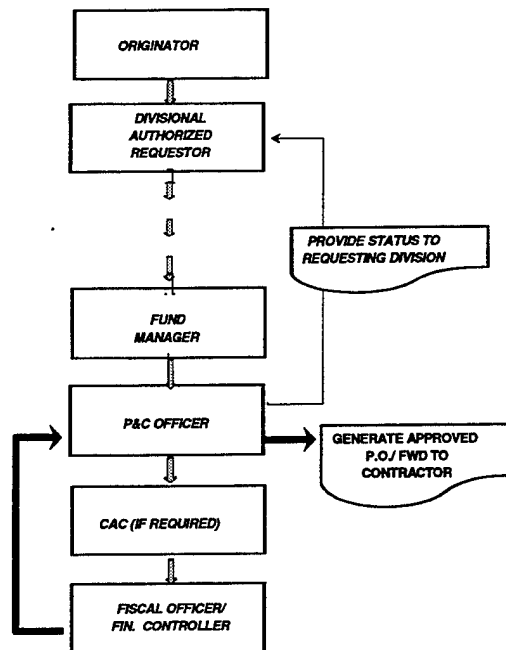 ORIGINATOR
DIVISIONAL
AUTHORIZED
REQUESTOR
PROVIDE STATUS TO
REQUESTING DIVISION
FUND
MANAGER
P&C OFFICER
GENERATE APPROVED
P.O./ FWD TO
CONTRACTOR
CAC (IF REQUIRED)
FISCAL OFFICER/
FIN. CONTROLLER